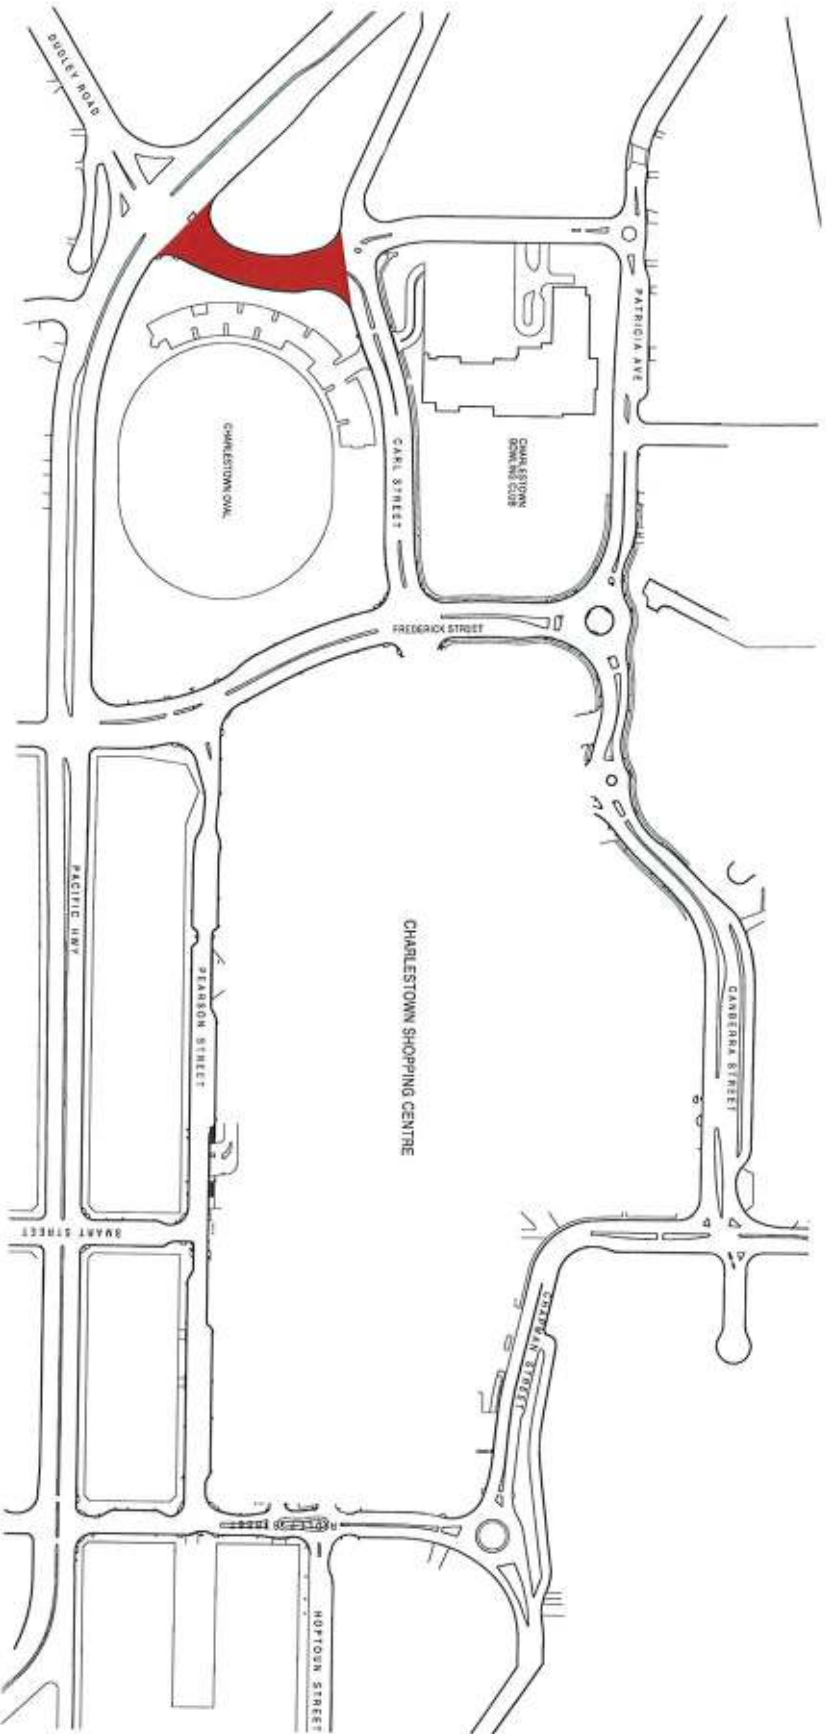 DUDLEY ROAD
PATRICIA AVE
CHARLESTOWN OVAL
CARL STREET
CHARLESTOWN
BOWLING CLUB
FREDERICK STREET
PACIFIC HWY
PEARSON STREET
CHARLESTOWN SHOPPING CENTRE
CANBERRA STREET
SMART STREET
CHAPMAN STREET
STREET
HOPTOUN STREET